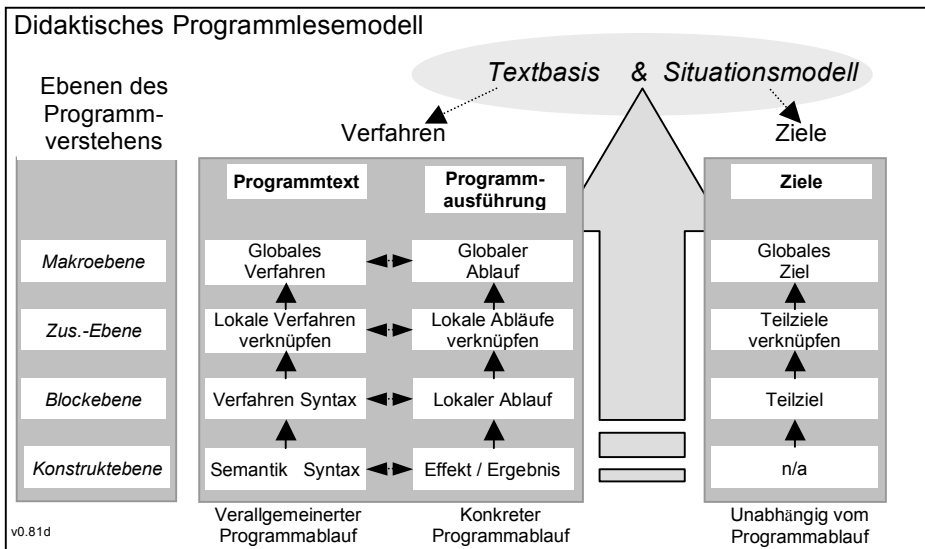 Didaktisches Programmlesemodell
Textbasis & Situationsmodell
Ebenen des
Programm-
verstehens
Verfahren
Ziele
Programmtext
Programm-
ausführung
Ziele
Makroebene
Globales
Verfahren
Globaler
Ablauf
Globales
Ziel
Zus.-Ebene
Lokale Verfahren
verknüpfen
Lokale Abläufe
verknüpfen
Teilziele
verknüpfen
Blockebene
Verfahren Syntax
Lokaler Ablauf
Teilziel
Konstruktebene
Semantik Syntax
Effekt / Ergebnis
n/a
v0.81d
Verallgemeinerter
Programmablauf
Konkreter
Programmablauf
Unabhängig vom
Programmablauf